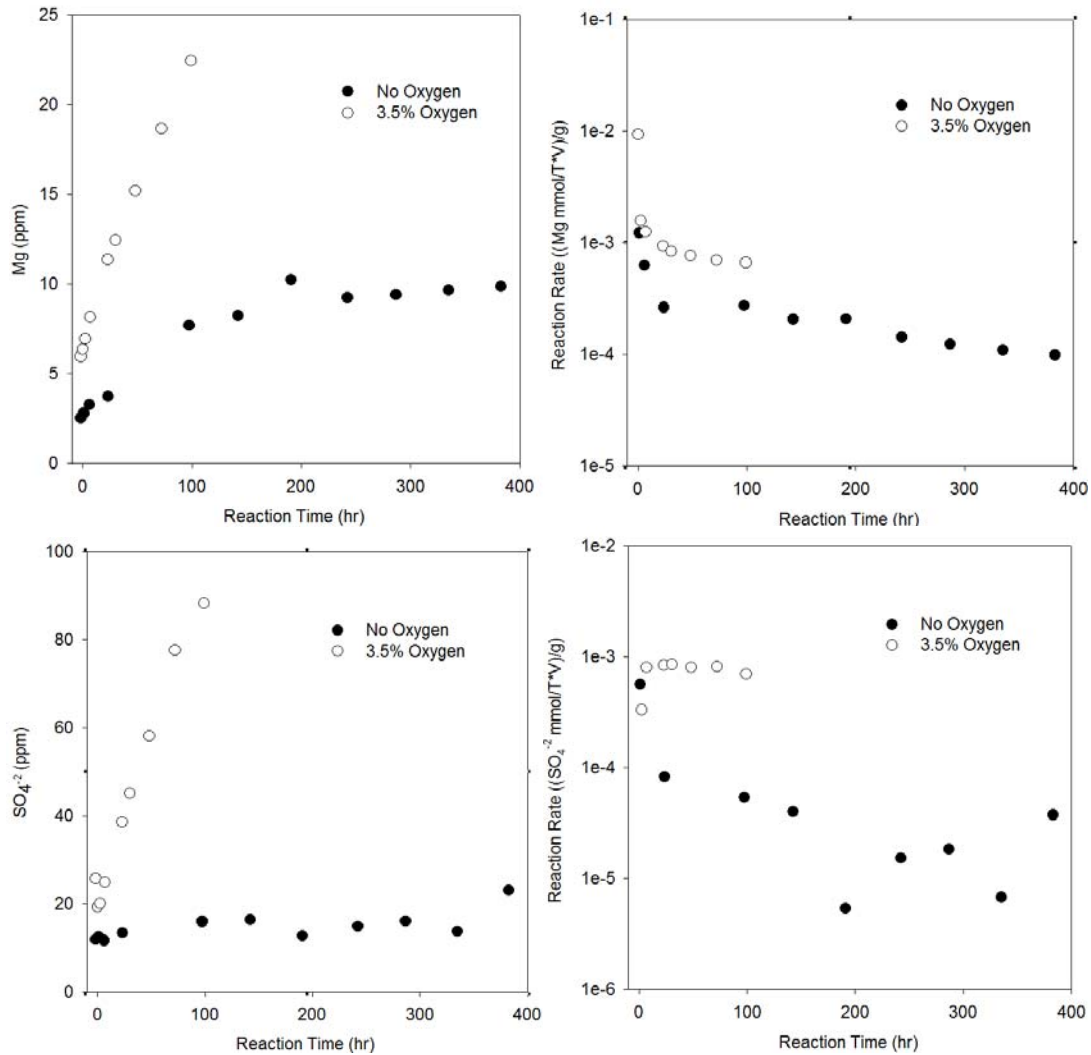 25
20
15
10
5
0
Mg (ppm)
No Oxygen
3.5% Oxygen
0 100 200 300 400
Reaction Time (hr)
1e-1
1e-2
1e-3
1e-4
1e-5
Reaction Rate ((Mg mmol/T*V)/g)
No Oxygen
3.5% Oxygen
0 100 200 300 400
Reaction Time (hr)
100
80
60
40
20
0
SO₄⁻² (ppm)
No Oxygen
3.5% Oxygen
0 100 200 300 400
Reaction Time (hr)
1e-2
1e-3
1e-4
1e-5
1e-6
Reaction Rate ((SO₄⁻² mmol/T*V)/g)
No Oxygen
3.5% Oxygen
0 100 200 300 400
Reaction Time (hr)